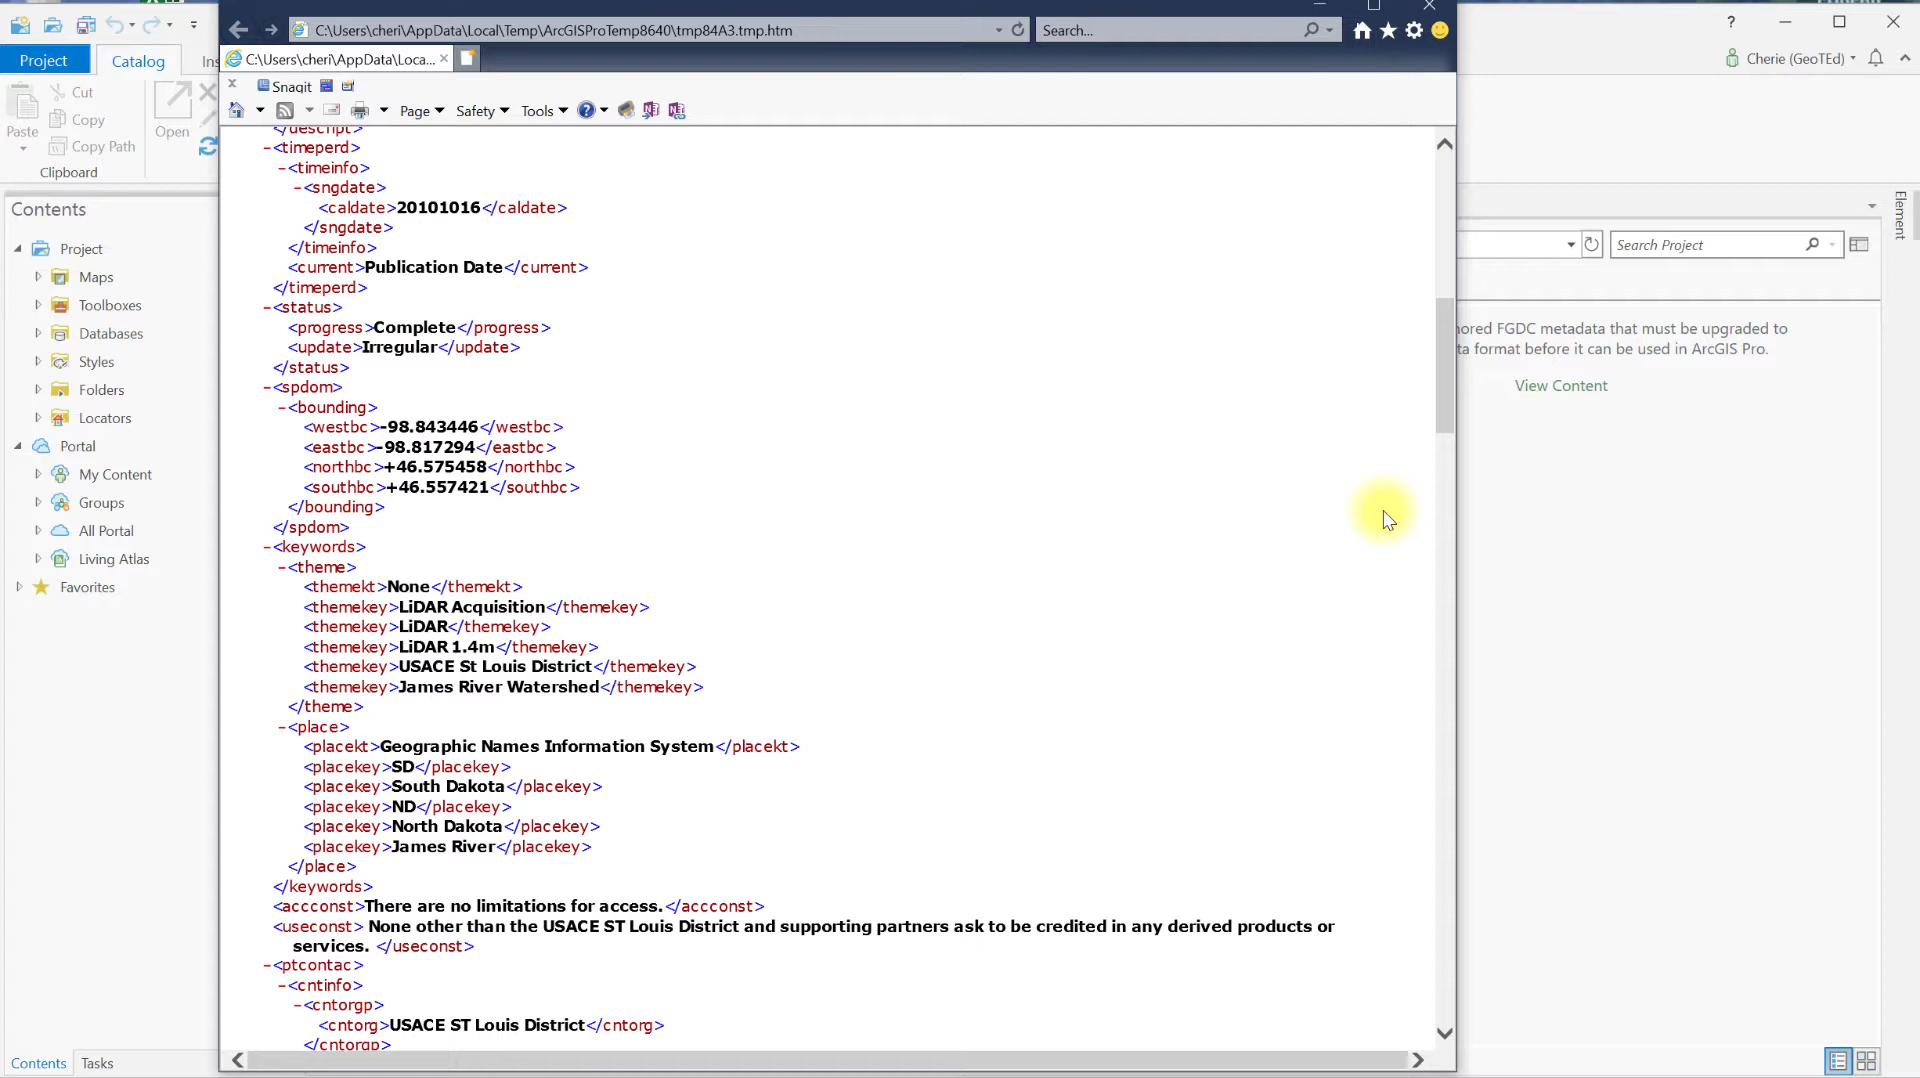 C:\Users\cheri\AppData\Local\Temp\ArcGISProTemp8640\tmp84A3.tmp.htm
Search...
?
Project
Catalog
Ins
C:\Users\cheri\AppData\Loca...
Cherie (GeoTEd)
Snagit
Cut
Copy
Copy Path
Paste
Open
Clipboard
Page
Safety
Tools
Contents
Project
Maps
Toolboxes
Databases
Styles
Folders
Locators
Portal
My Content
Groups
All Portal
Living Atlas
Favorites
Contents
Tasks
</descript>
−<timeperd>
−<timeinfo>
−<sngdate>
<caldate>20101016</caldate>
</sngdate>
</timeinfo>
<current>Publication Date</current>
</timeperd>
−<status>
<progress>Complete</progress>
<update>Irregular</update>
</status>
−<spdom>
−<bounding>
<westbc>-98.843446</westbc>
<eastbc>-98.817294</eastbc>
<northbc>+46.575458</northbc>
<southbc>+46.557421</southbc>
</bounding>
</spdom>
−<keywords>
−<theme>
<themekt>None</themekt>
<themekey>LiDAR Acquisition</themekey>
<themekey>LiDAR</themekey>
<themekey>LiDAR 1.4m</themekey>
<themekey>USACE St Louis District</themekey>
<themekey>James River Watershed</themekey>
</theme>
−<place>
<placekt>Geographic Names Information System</placekt>
<placekey>SD</placekey>
<placekey>South Dakota</placekey>
<placekey>ND</placekey>
<placekey>North Dakota</placekey>
<placekey>James River</placekey>
</place>
</keywords>
<accconst>There are no limitations for access.</accconst>
<useconst> None other than the USACE ST Louis District and supporting partners ask to be credited in any derived products or
services. </useconst>
−<ptcontac>
−<cntinfo>
−<cntorgp>
<cntorg>USACE ST Louis District</cntorg>
</cntorgp>
Element
Search Project
nored FGDC metadata that must be upgraded to
ta format before it can be used in ArcGIS Pro.
View Content